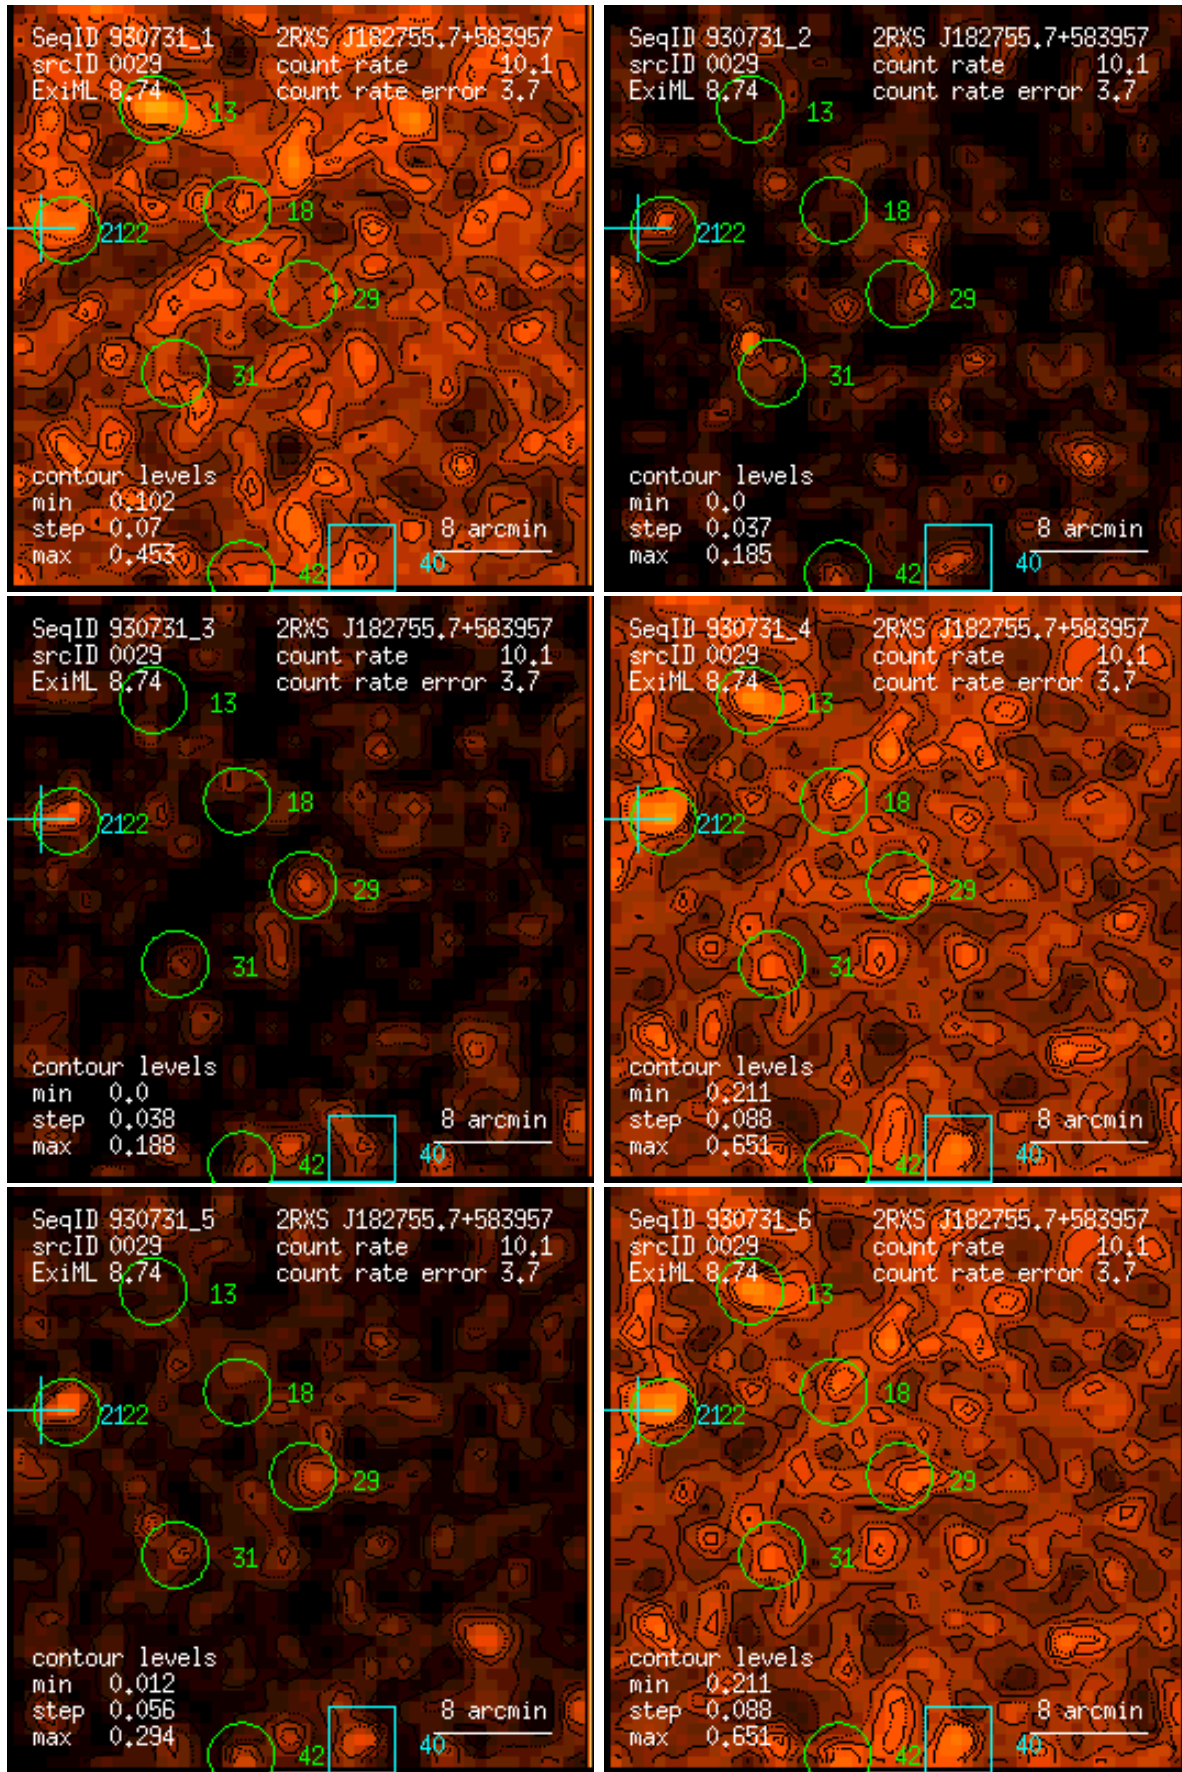 SeqID 930731_1 2RXS J182755.7+583957
srcID 0029 count rate 10.1
ExiML 8.74 count rate error 3.7
13
18
2122
29
31
contour levels
min 0.102
step 0.07 8 arcmin
max 0.453
42 40
SeqID 930731_2 2RXS J182755.7+583957
srcID 0029 count rate 10.1
ExiML 8.74 count rate error 3.7
13
18
2122
29
31
contour levels
min 0.0
step 0.037 8 arcmin
max 0.185
42 40
SeqID 930731_3 2RXS J182755.7+583957
srcID 0029 count rate 10.1
ExiML 8.74 count rate error 3.7
13
18
2122
29
31
contour levels
min 0.0
step 0.038 8 arcmin
max 0.188
42 40
SeqID 930731_4 2RXS J182755.7+583957
srcID 0029 count rate 10.1
ExiML 8.74 count rate error 3.7
13
18
2122
29
31
contour levels
min 0.211
step 0.088 8 arcmin
max 0.651
42 40
SeqID 930731_5 2RXS J182755.7+583957
srcID 0029 count rate 10.1
ExiML 8.74 count rate error 3.7
13
18
2122
29
31
contour levels
min 0.012
step 0.056 8 arcmin
max 0.294
42 40
SeqID 930731_6 2RXS J182755.7+583957
srcID 0029 count rate 10.1
ExiML 8.74 count rate error 3.7
13
18
2122
29
31
contour levels
min 0.211
step 0.088 8 arcmin
max 0.651
42 40